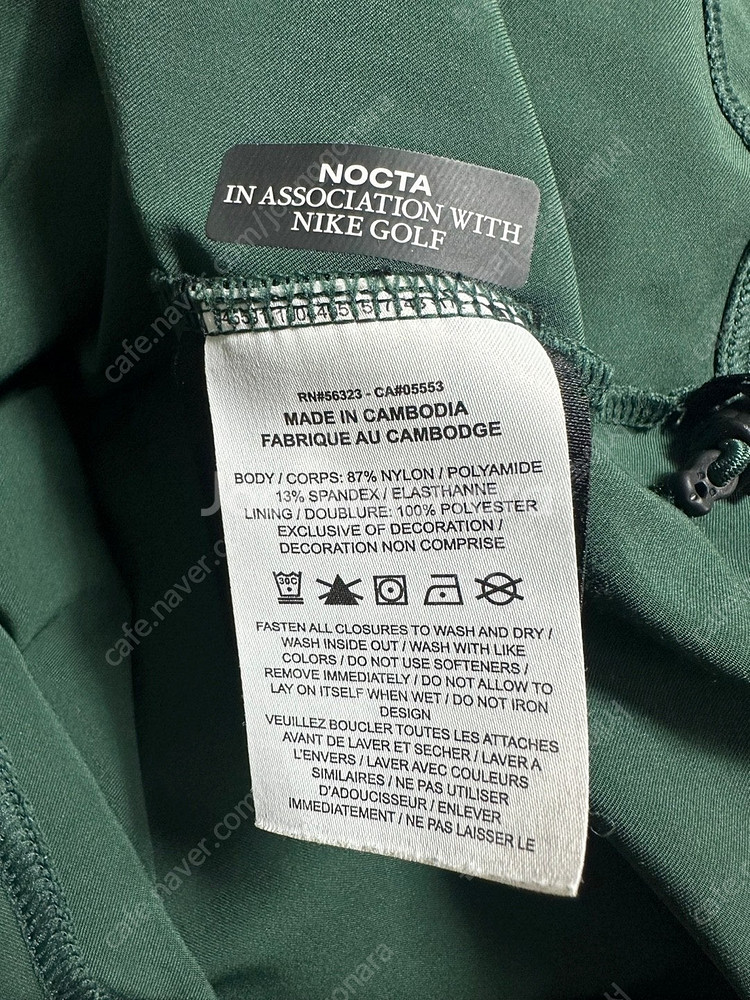 NOCTA
IN ASSOCIATION WITH
NIKE GOLF
RN#56323 - CA#05553
MADE IN CAMBODIA
FABRIQUE AU CAMBODGE
BODY / CORPS: 87% NYLON / POLYAMIDE
13% SPANDEX / ELASTHANNE
LINING / DOUBLURE: 100% POLYESTER
EXCLUSIVE OF DECORATION /
DECORATION NON COMPRISE
30C
FASTEN ALL CLOSURES TO WASH AND DRY /
WASH INSIDE OUT / WASH WITH LIKE
COLORS / DO NOT USE SOFTENERS /
REMOVE IMMEDIATELY / DO NOT ALLOW TO
LAY ON ITSELF WHEN WET / DO NOT IRON
DESIGN
VEUILLEZ BOUCLER TOUTES LES ATTACHES
AVANT DE LAVER ET SECHER / LAVER A
L'ENVERS / LAVER AVEC COULEURS
SIMILAIRES / NE PAS UTILISER
D'ADOUCISSEUR / ENLEVER
IMMEDIATEMENT / NE PAS LAISSER LE
cafe.naver.com/joonggonara